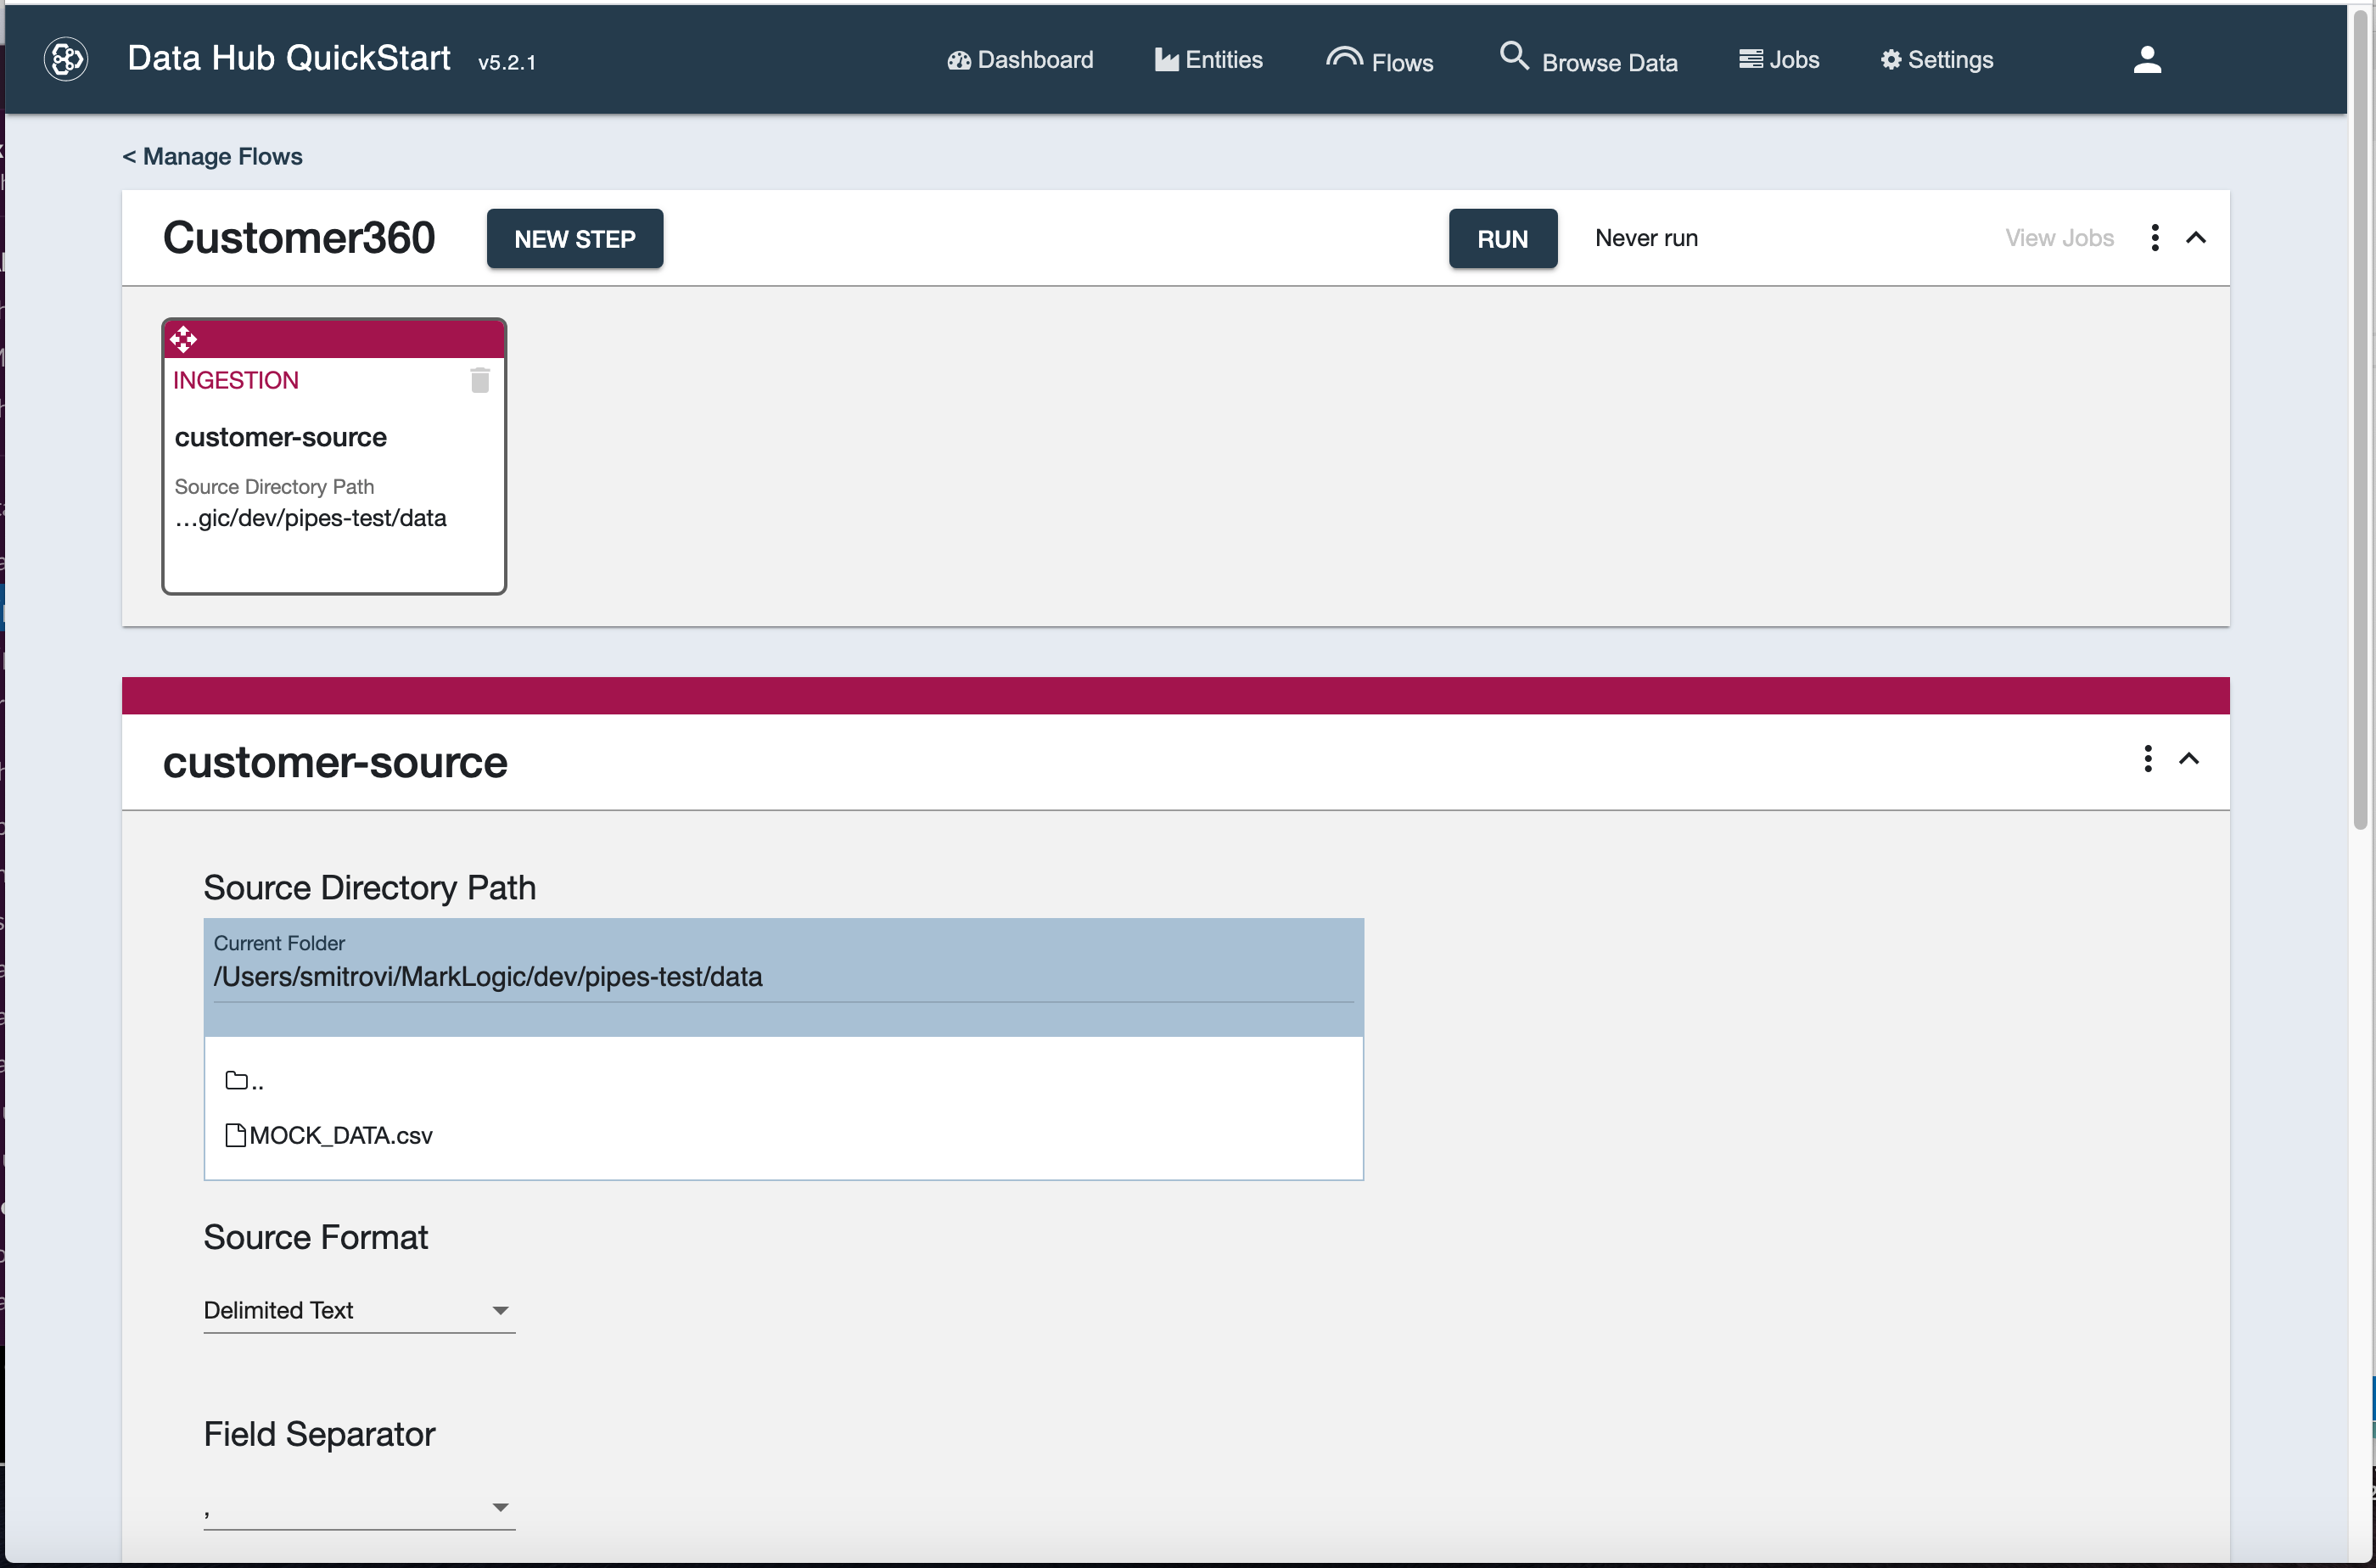 Data Hub QuickStart v5.2.1 Dashboard Entities Flows Browse Data Jobs Settings
< Manage Flows
Customer360 NEW STEP RUN Never run View Jobs
INGESTION
customer-source
Source Directory Path
...gic/dev/pipes-test/data
customer-source
Source Directory Path
Current Folder
/Users/smitrovi/MarkLogic/dev/pipes-test/data
..
MOCK_DATA.csv
Source Format
Delimited Text
Field Separator
,